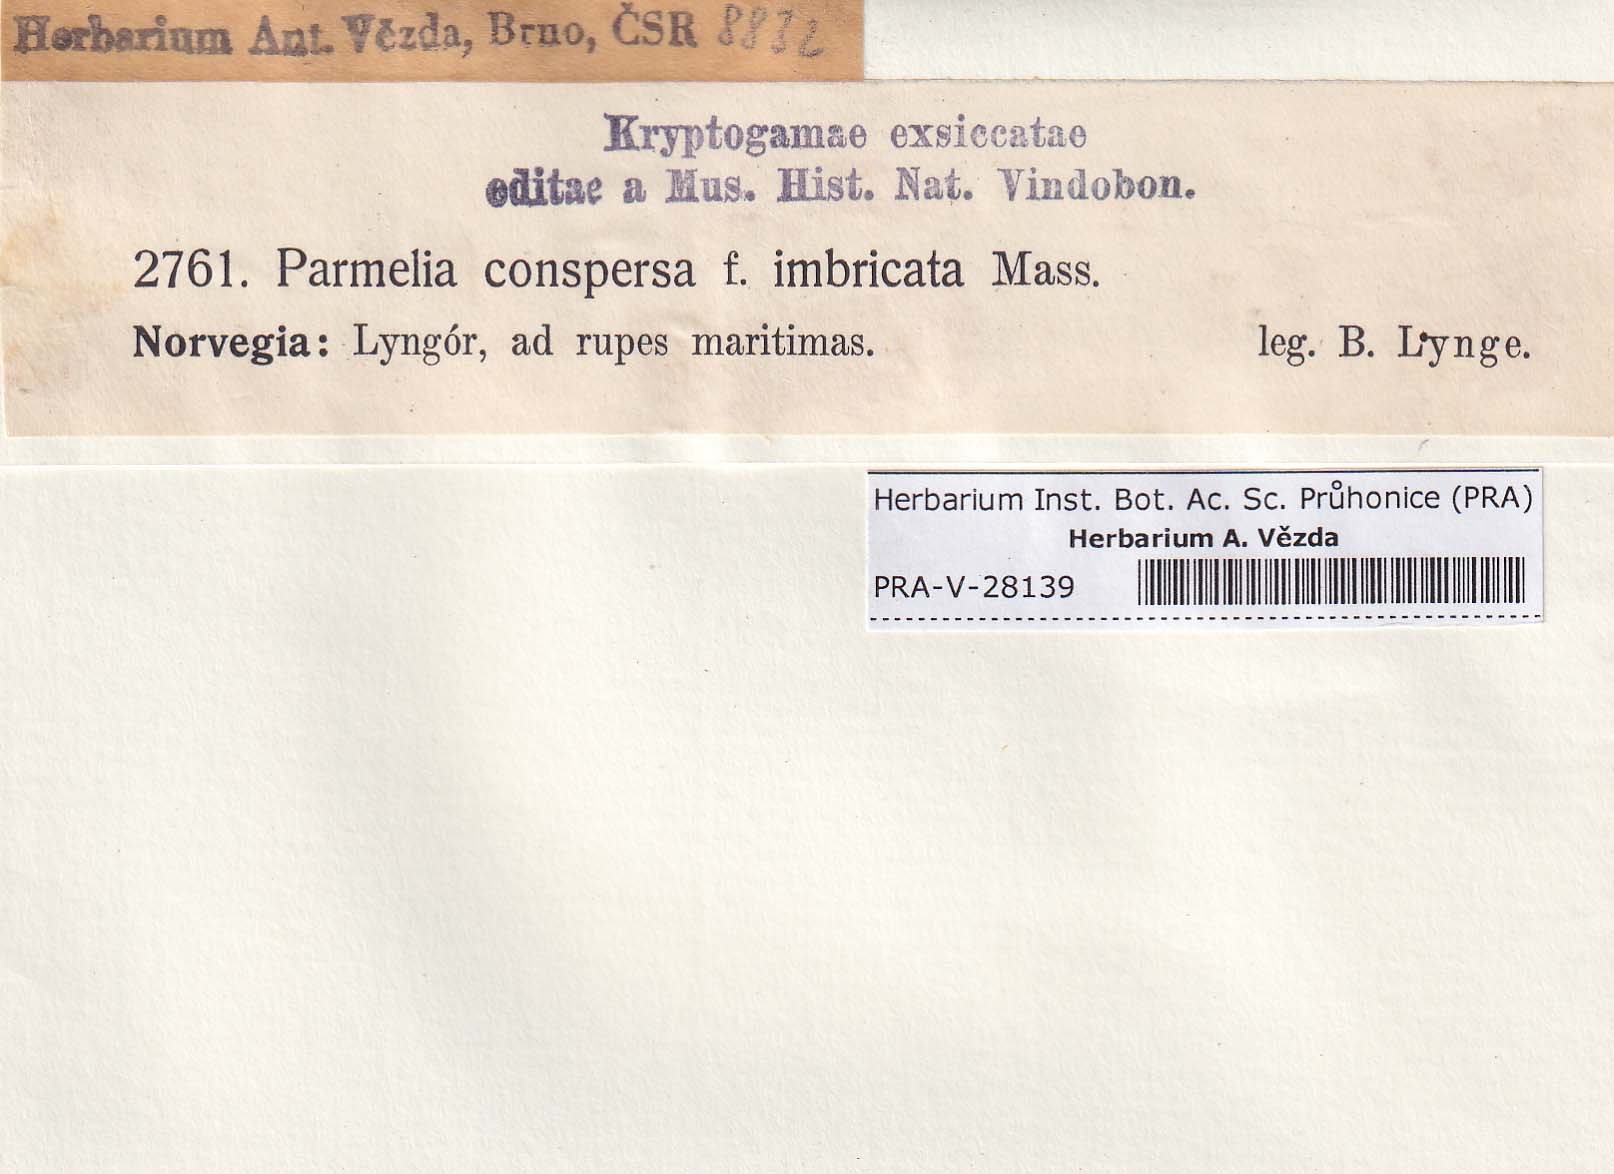 Herbarium Ant. Vězda, Brno, ČSR 8832
Kryptogamae exsiccatae
editae a Mus. Hist. Nat. Vindobon.
2761. Parmelia conspersa f. imbricata Mass.
Norvegia: Lyngór, ad rupes maritimas. leg. B. Lynge.
Herbarium Inst. Bot. Ac. Sc. Průhonice (PRA)
Herbarium A. Vězda
PRA-V-28139